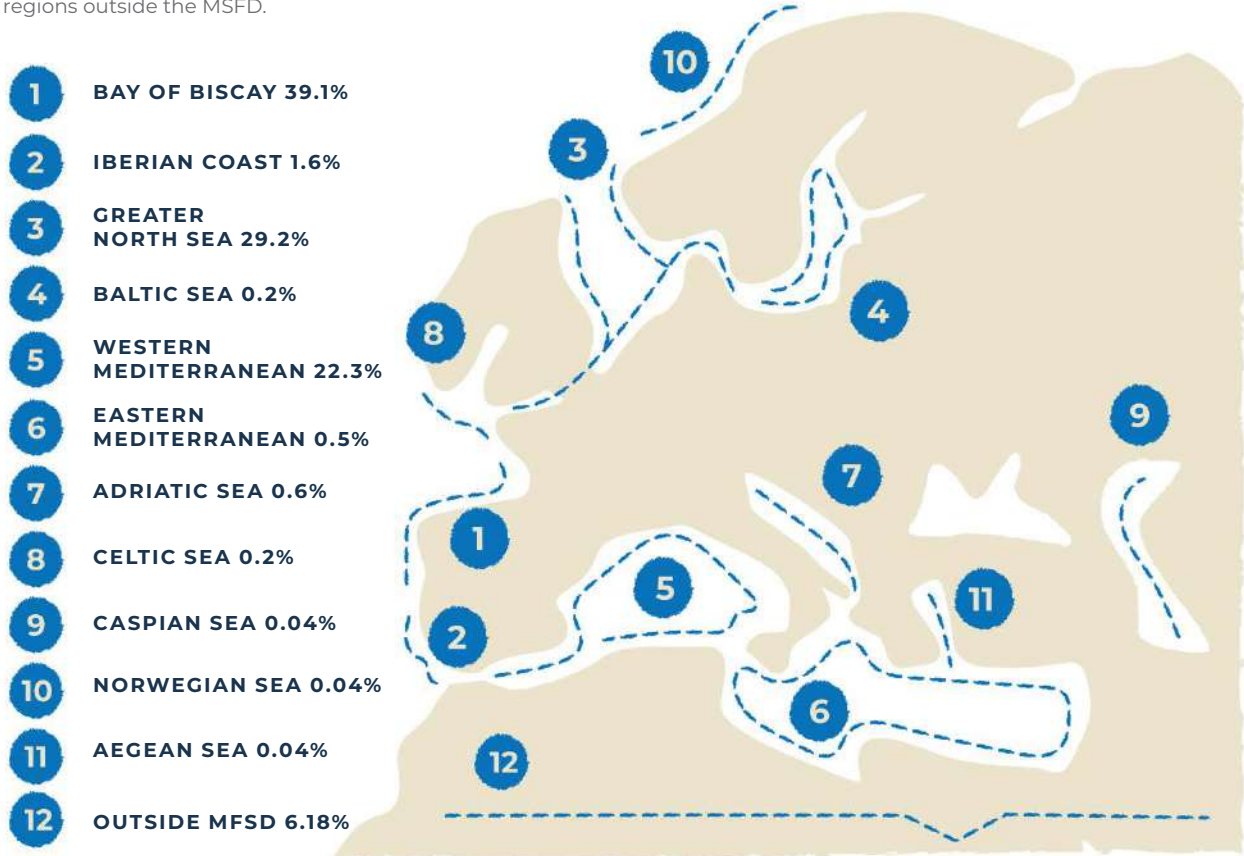 regions outside the MSFD.
1 BAY OF BISCAY 39.1%
2 IBERIAN COAST 1.6%
3 GREATER
NORTH SEA 29.2%
4 BALTIC SEA 0.2%
5 WESTERN
MEDITERRANEAN 22.3%
6 EASTERN
MEDITERRANEAN 0.5%
7 ADRIATIC SEA 0.6%
8 CELTIC SEA 0.2%
9 CASPIAN SEA 0.04%
10 NORWEGIAN SEA 0.04%
11 AEGEAN SEA 0.04%
12 OUTSIDE MFSD 6.18%
10
3
8
4
9
7
1
5
11
2
6
12